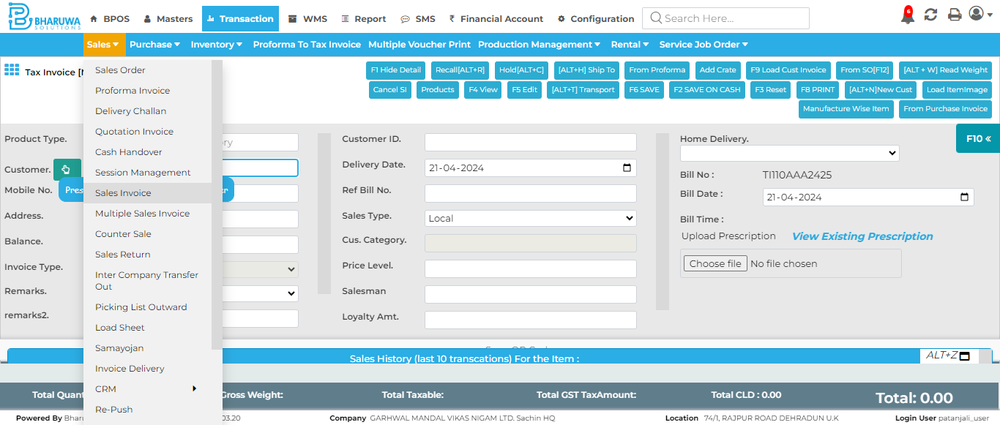 BHARUWA SOLUTIONS BPOS Masters Transaction WMS Report SMS ₹ Financial Account Configuration Search Here... 6
Sales Purchase Inventory Proforma To Tax Invoice Multiple Voucher Print Production Management Rental Service Job Order
Tax Invoice
F1 Hide Detail Recall[ALT+R] Hold[ALT+C] [ALT+H] Ship To From Proforma Add Crate F9 Load Cust Invoice From SO[F12] [ALT + W] Read Weight
Cancel SI Products F4 View F5 Edit [ALT+T] Transport F6 SAVE F2 SAVE ON CASH F3 Reset F8 PRINT [ALT+N]New Cust Load ItemImage
Manufacture Wise Item From Purchase Invoice
Sales Order
Proforma Invoice
Delivery Challan
Quotation Invoice
Cash Handover
Session Management
Sales Invoice
Multiple Sales Invoice
Counter Sale
Sales Return
Inter Company Transfer
Out
Picking List Outward
Load Sheet
Samayojan
Invoice Delivery
CRM
Re-Push
Product Type.
Customer.
Mobile No.
Address.
Balance.
Invoice Type.
Remarks.
remarks2.
Customer ID.
Delivery Date. 21-04-2024
Ref Bill No.
Sales Type. Local
Cus. Category.
Price Level.
Salesman
Loyalty Amt.
Home Delivery.
F10 «
Bill No : TI110AAA2425
Bill Date : 21-04-2024
Bill Time :
Upload Prescription View Existing Prescription
Choose file No file chosen
Sales History (last 10 transcations) For the Item : ALT+Z
Gross Weight: Total Taxable: Total GST TaxAmount: Total CLD : 0.00 Total: 0.00
Powered By 03.20 Company GARHWAL MANDAL VIKAS NIGAM LTD. Sachin HQ Location 74/1, RAJPUR ROAD DEHRADUN U.K Login User patanjali_user